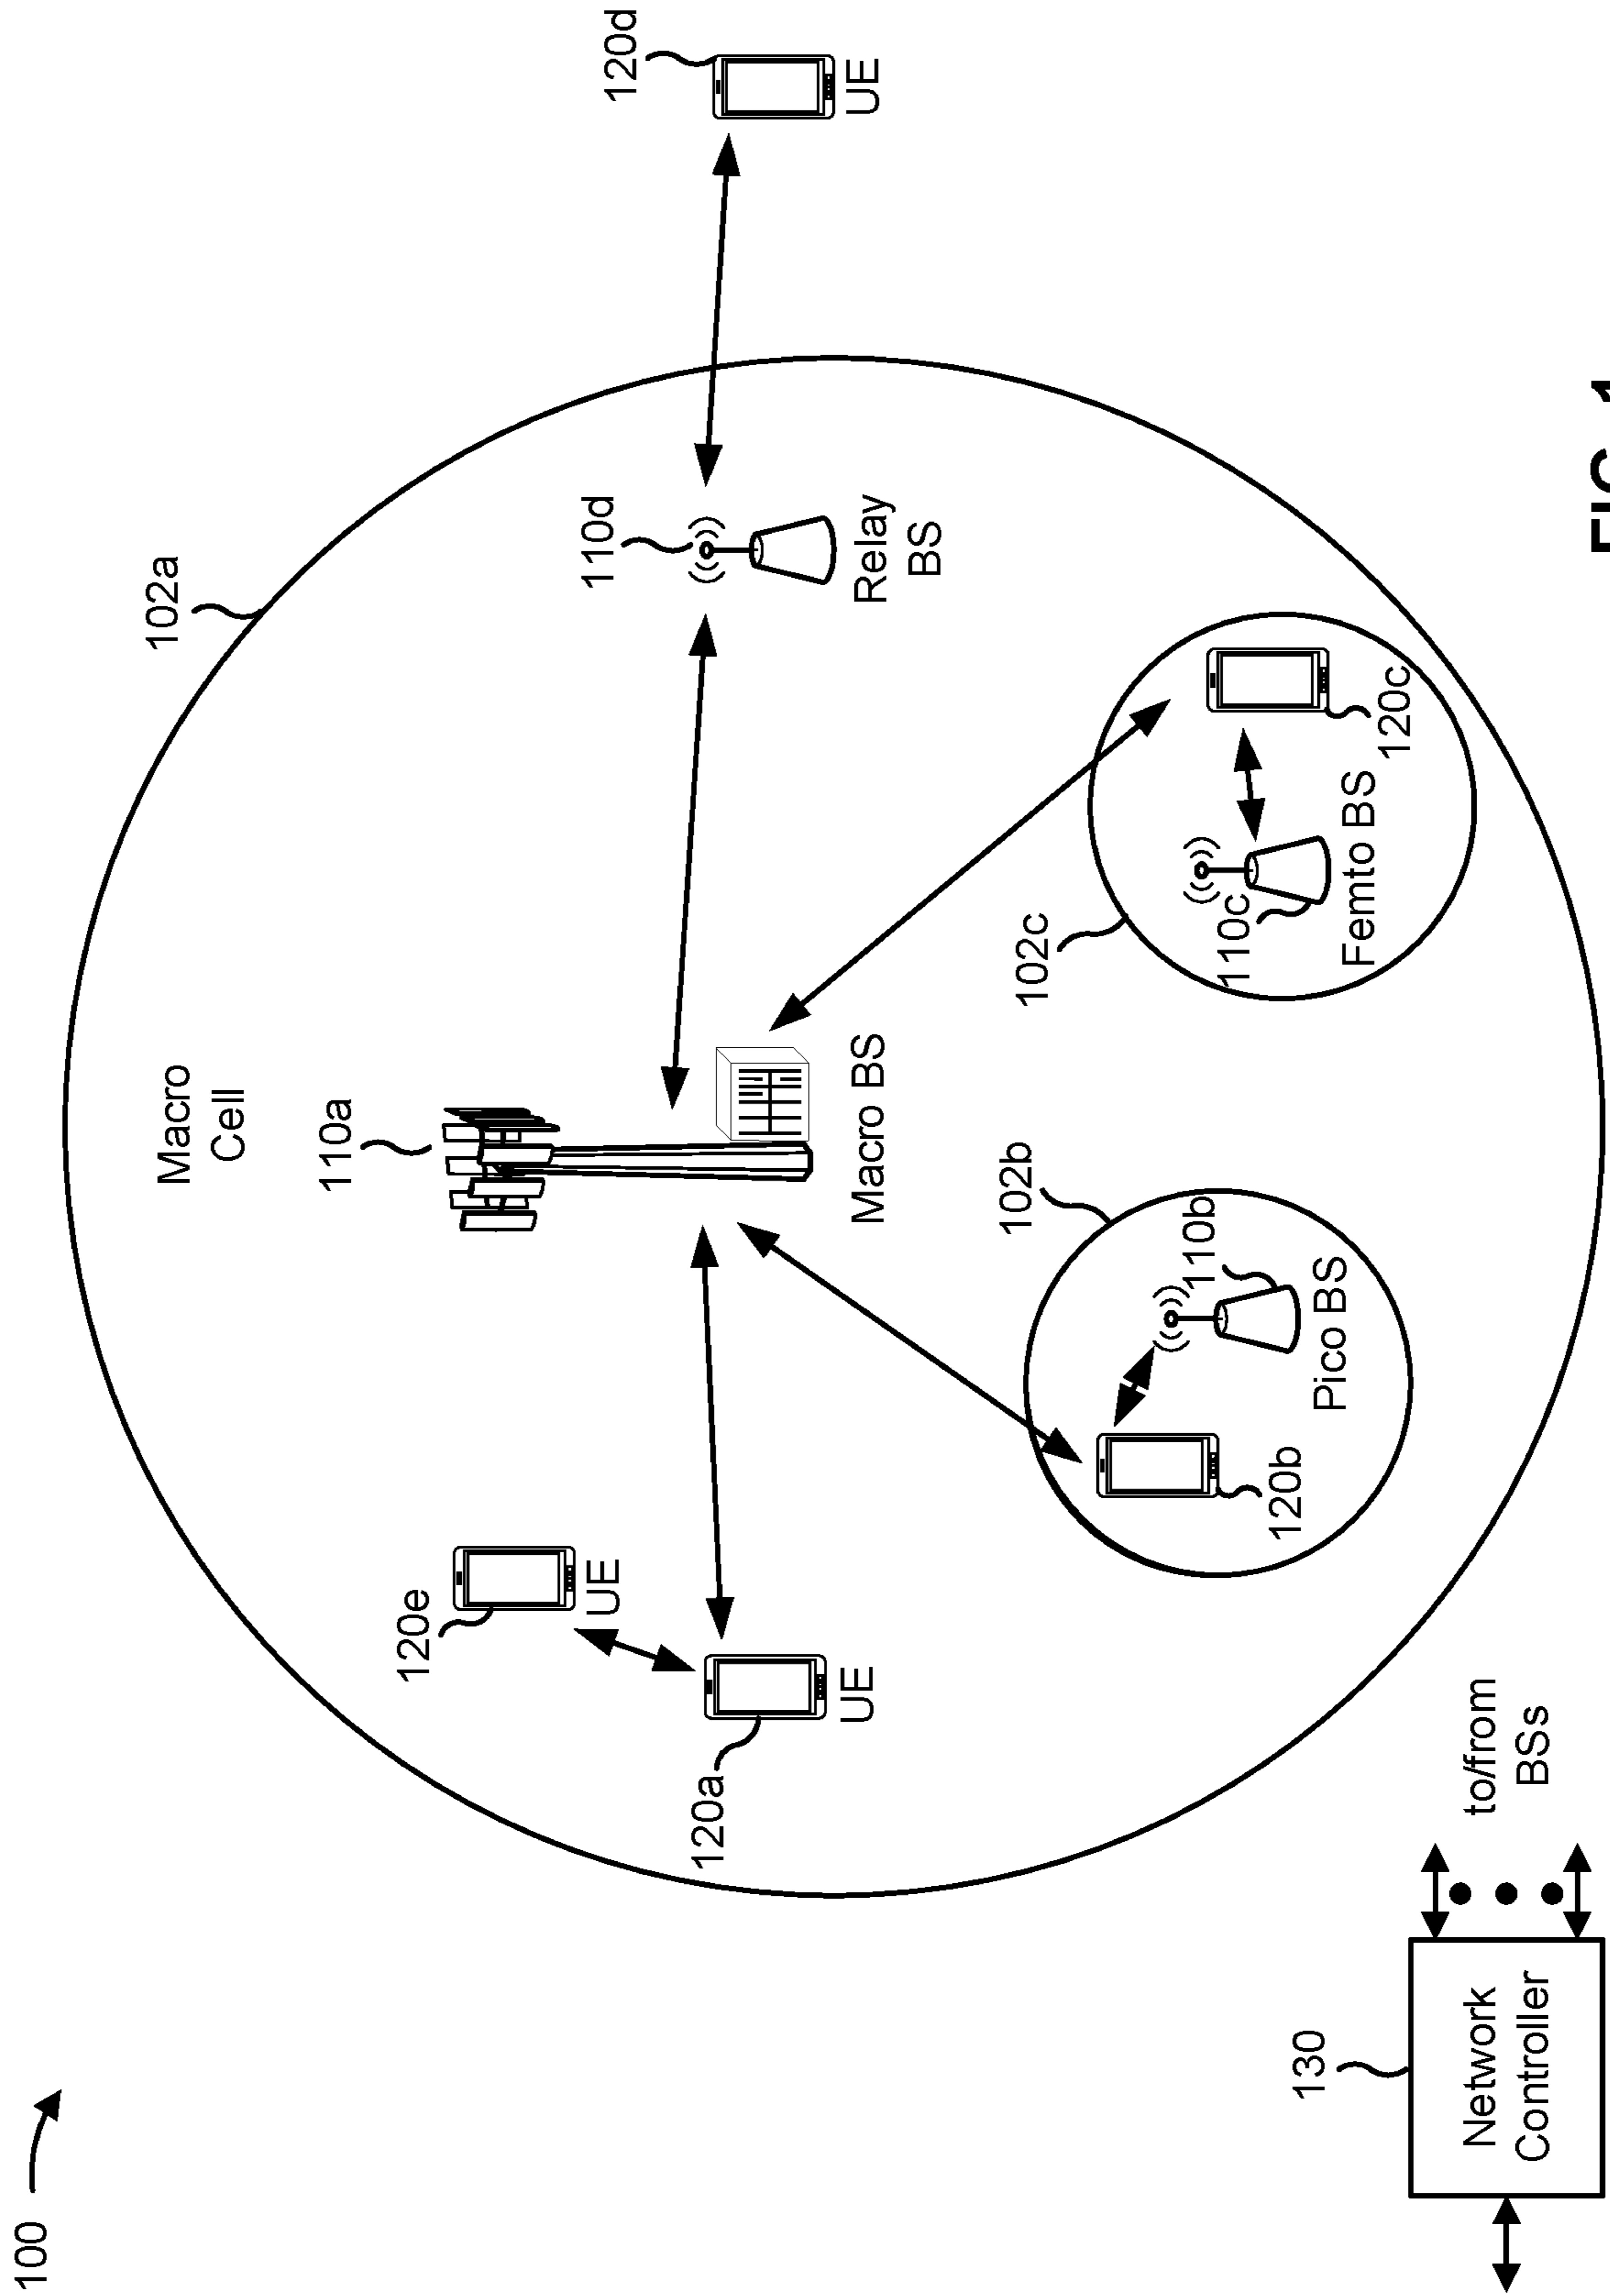 100
Macro
Cell
102a
110a
120d
UE
120e
UE
110d
Relay
BS
120a
UE
Macro BS
102b
102c
110b
Pico BS
120b
110c
Femto BS
120c
130
Network
Controller
to/from
BSs